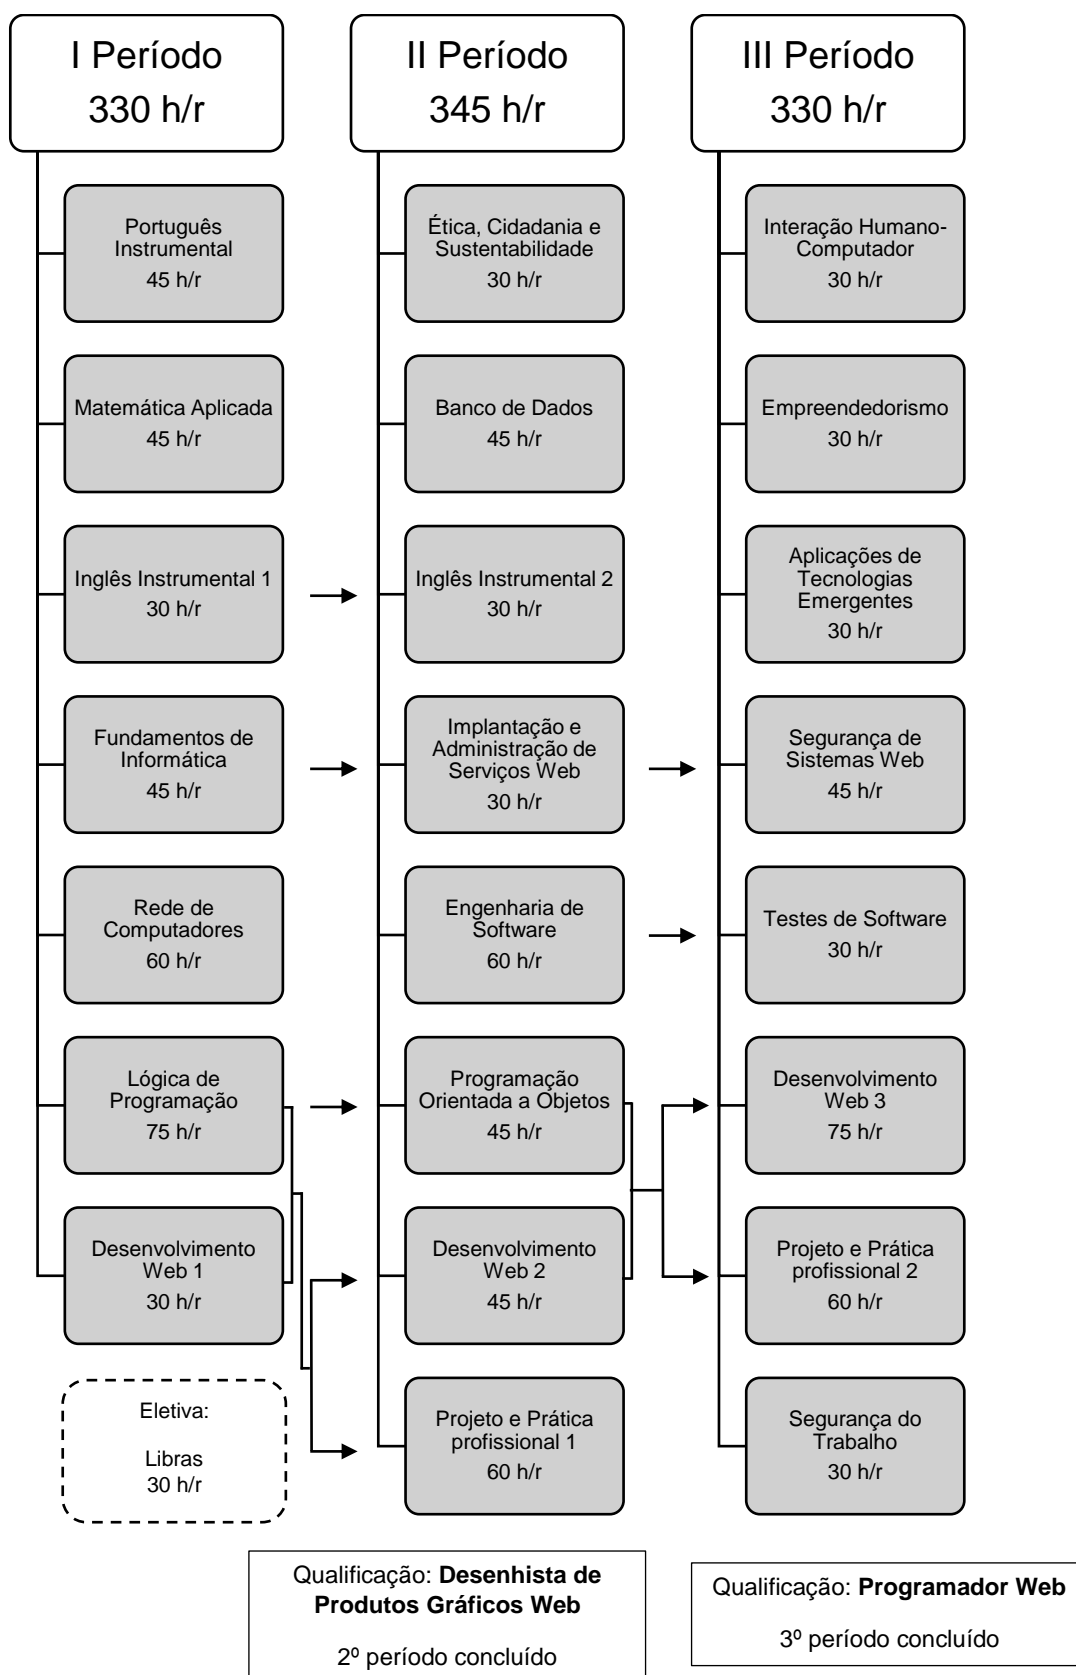 I Período
330 h/r
Português
Instrumental
45 h/r
Matemática Aplicada
45 h/r
Inglês Instrumental 1
30 h/r
Fundamentos de
Informática
45 h/r
Rede de
Computadores
60 h/r
Lógica de
Programação
75 h/r
Desenvolvimento
Web 1
30 h/r
Eletiva:
Libras
30 h/r
II Período
345 h/r
Ética, Cidadania e
Sustentabilidade
30 h/r
Banco de Dados
45 h/r
Inglês Instrumental 2
30 h/r
Implantação e
Administração de
Serviços Web
30 h/r
Engenharia de
Software
60 h/r
Programação
Orientada a Objetos
45 h/r
Desenvolvimento
Web 2
45 h/r
Projeto e Prática
profissional 1
60 h/r
Qualificação: Desenhista de
Produtos Gráficos Web
2º período concluído
III Período
330 h/r
Interação Humano-
Computador
30 h/r
Empreendedorismo
30 h/r
Aplicações de
Tecnologias
Emergentes
30 h/r
Segurança de
Sistemas Web
45 h/r
Testes de Software
30 h/r
Desenvolvimento
Web 3
75 h/r
Projeto e Prática
profissional 2
60 h/r
Segurança do
Trabalho
30 h/r
Qualificação: Programador Web
3º período concluído